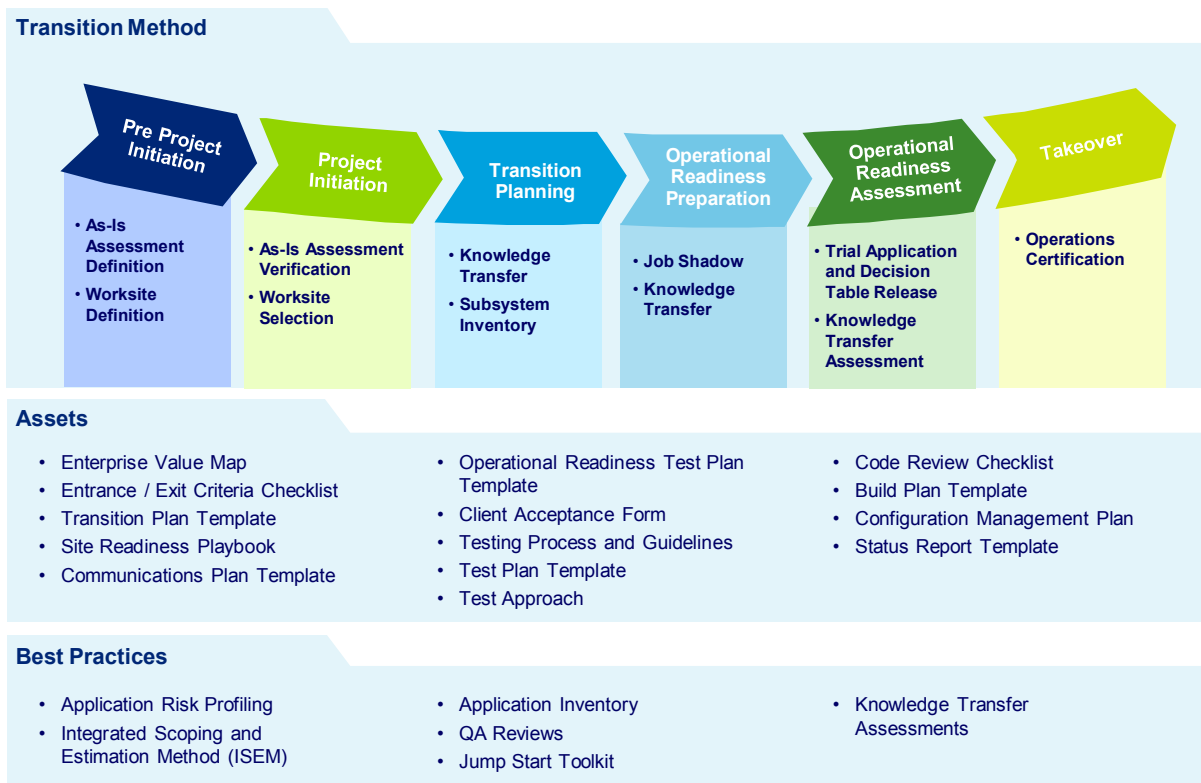 Transition Method
Pre Project
Initiation
Project
Initiation
Transition
Planning
Operational
Readiness
Preparation
Operational
Readiness
Assessment
Takeover
• As-Is
Assessment
Definition
• Worksite
Definition
• As-Is Assessment
Verification
• Worksite
Selection
• Knowledge
Transfer
• Subsystem
Inventory
• Job Shadow
• Knowledge
Transfer
• Trial Application
and Decision
Table Release
• Knowledge
Transfer
Assessment
• Operations
Certification
Assets
• Enterprise Value Map
• Entrance / Exit Criteria Checklist
• Transition Plan Template
• Site Readiness Playbook
• Communications Plan Template
• Operational Readiness Test Plan
Template
• Client Acceptance Form
• Testing Process and Guidelines
• Test Plan Template
• Test Approach
• Code Review Checklist
• Build Plan Template
• Configuration Management Plan
• Status Report Template
Best Practices
• Application Risk Profiling
• Integrated Scoping and
Estimation Method (ISEM)
• Application Inventory
• QA Reviews
• Jump Start Toolkit
• Knowledge Transfer
Assessments